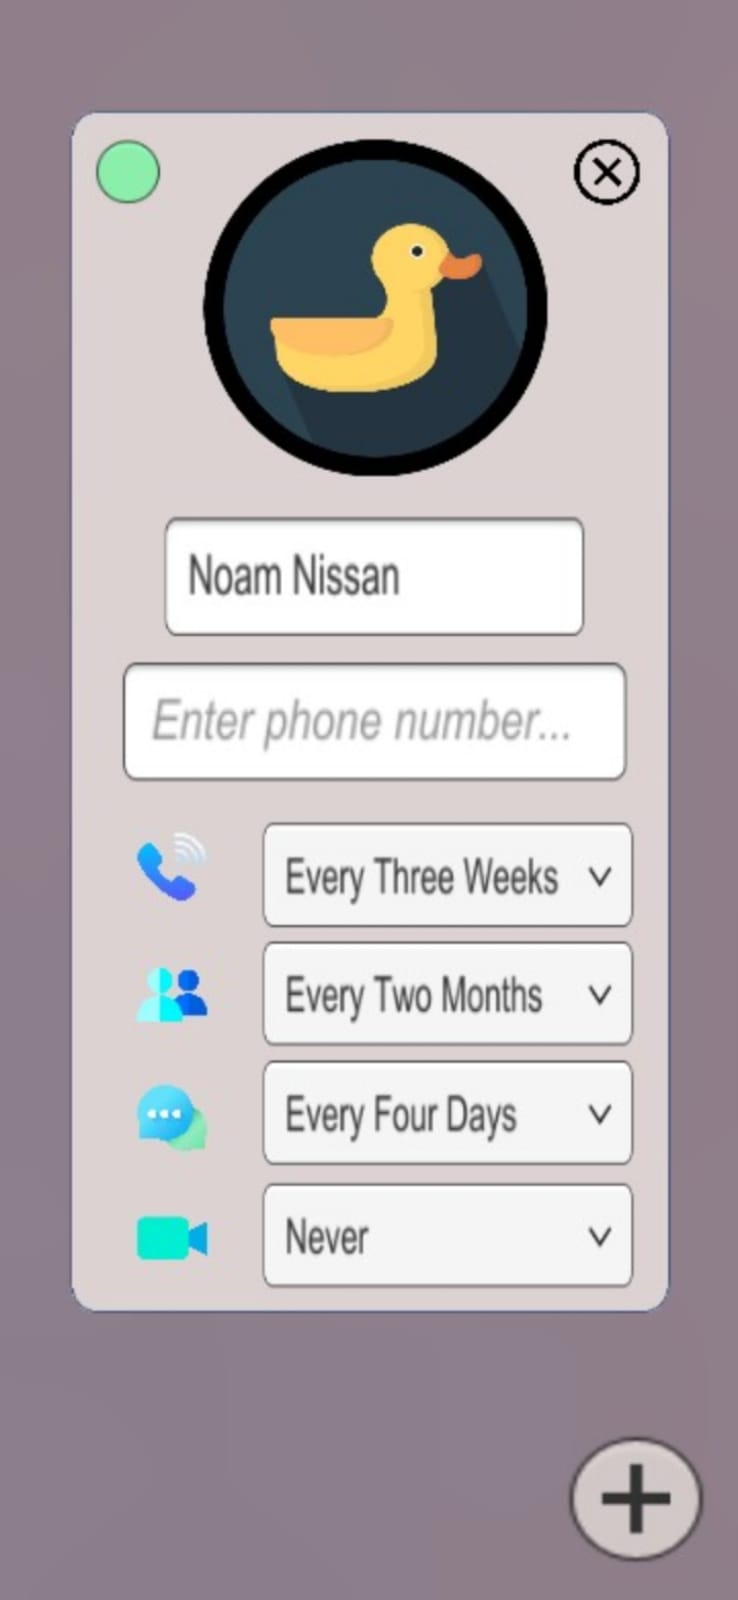 Noam Nissan
Enter phone number...
Every Three Weeks
Every Two Months
Every Four Days
Never